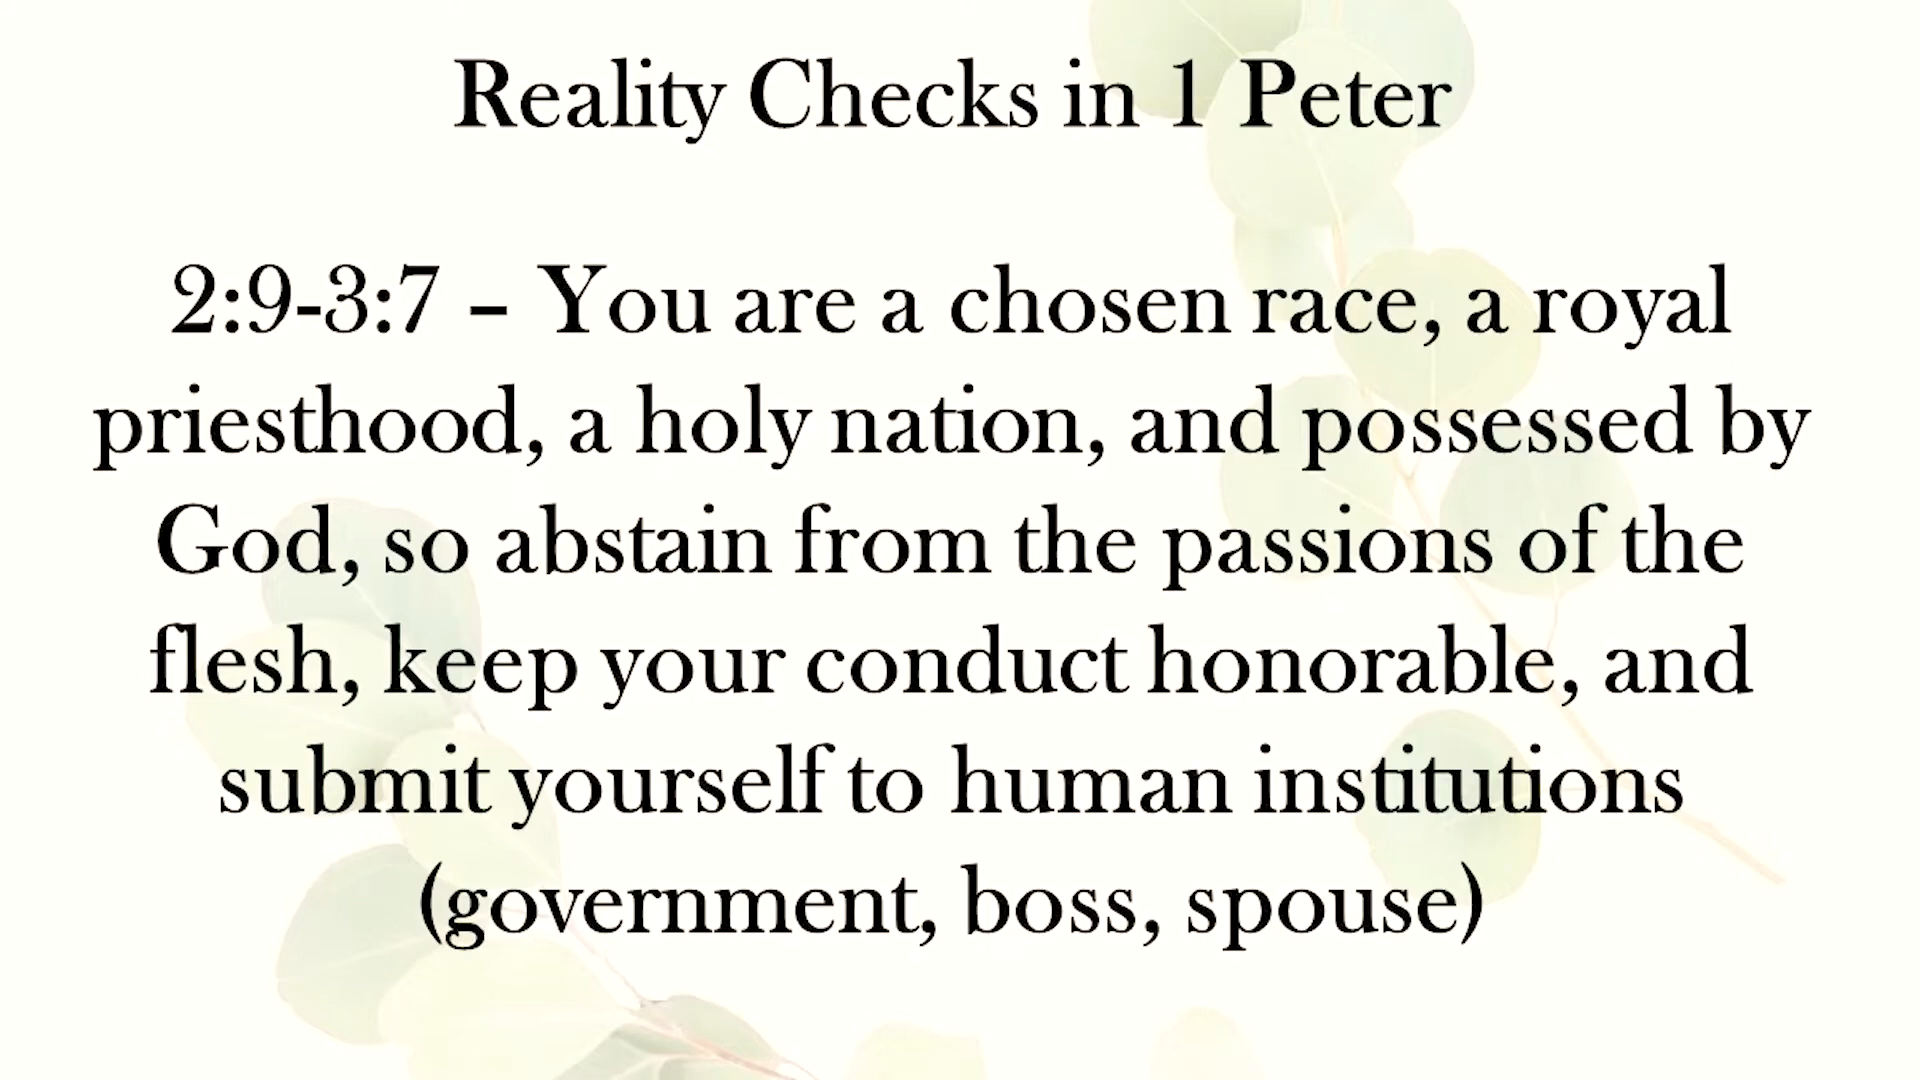 Reality Checks in 1 Peter
2:9-3:7 – You are a chosen race, a royal
priesthood, a holy nation, and possessed by
God, so abstain from the passions of the
flesh, keep your conduct honorable, and
submit yourself to human institutions
(government, boss, spouse)